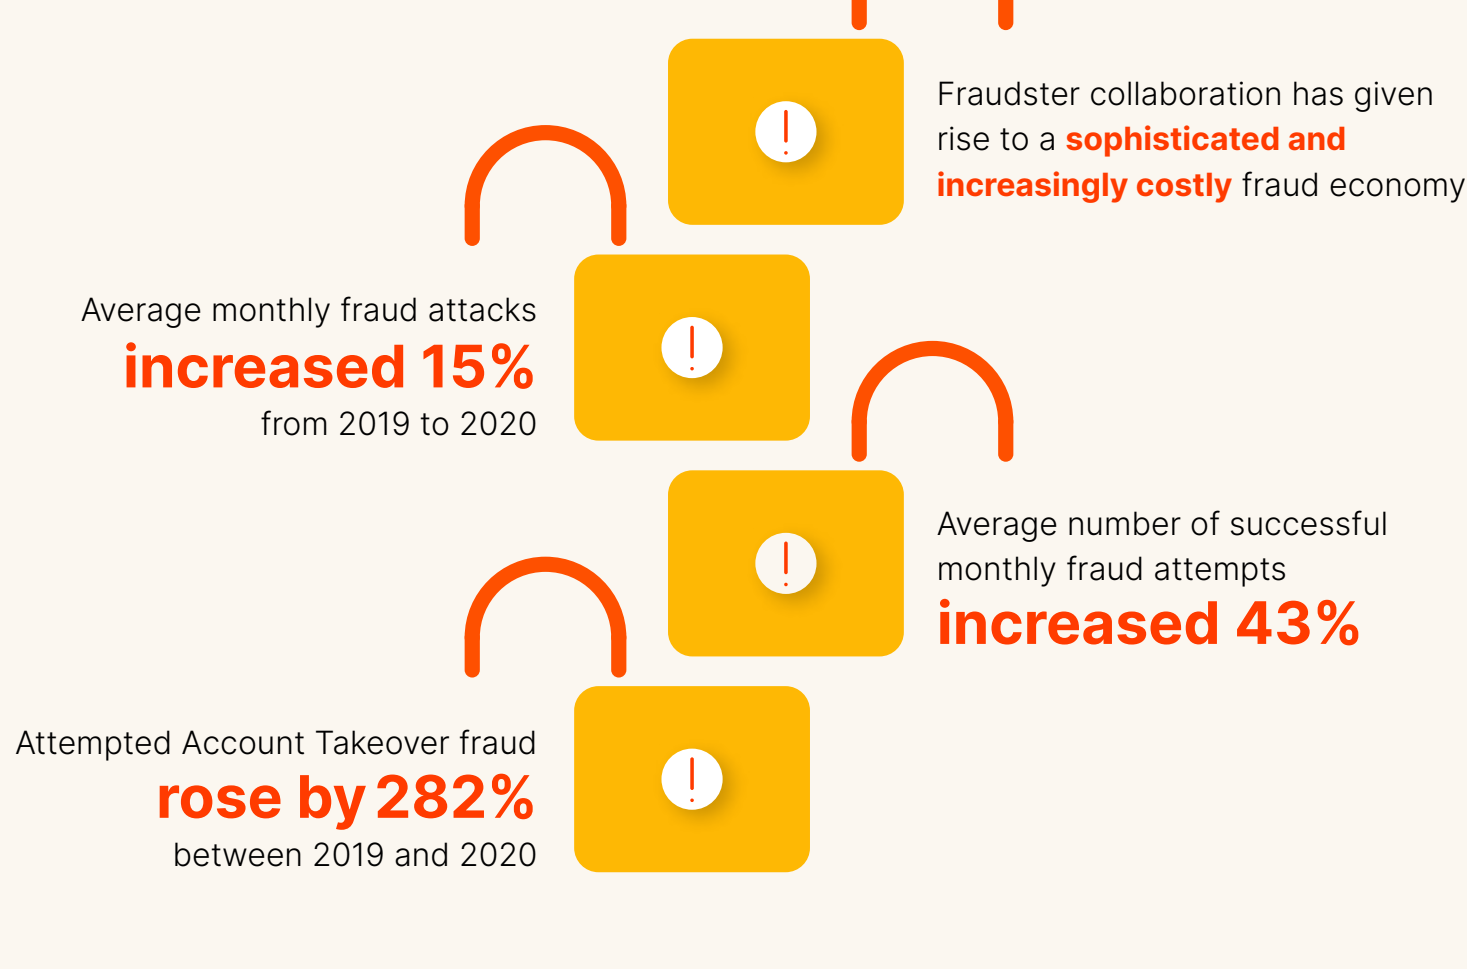 Fraudster collaboration has given
rise to a sophisticated and
increasingly costly fraud economy
Average monthly fraud attacks
increased 15%
from 2019 to 2020
Average number of successful
monthly fraud attempts
increased 43%
Attempted Account Takeover fraud
rose by 282%
between 2019 and 2020